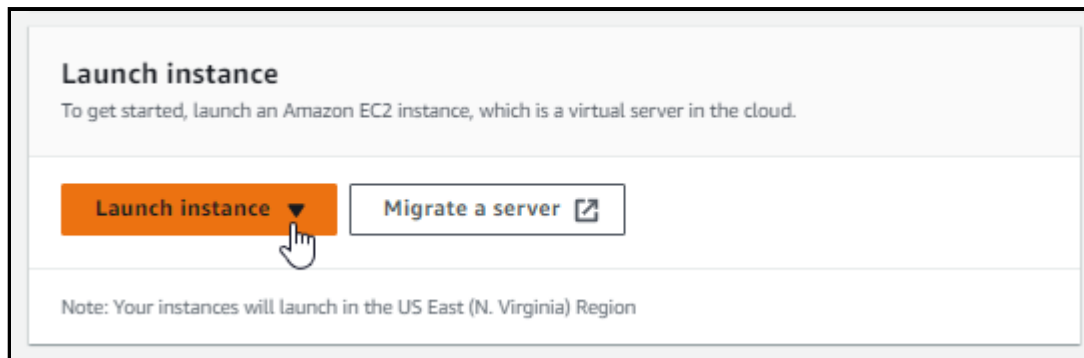 Launch instance
To get started, launch an Amazon EC2 instance, which is a virtual server in the cloud.
Launch instance
Migrate a server
Note: Your instances will launch in the US East (N. Virginia) Region